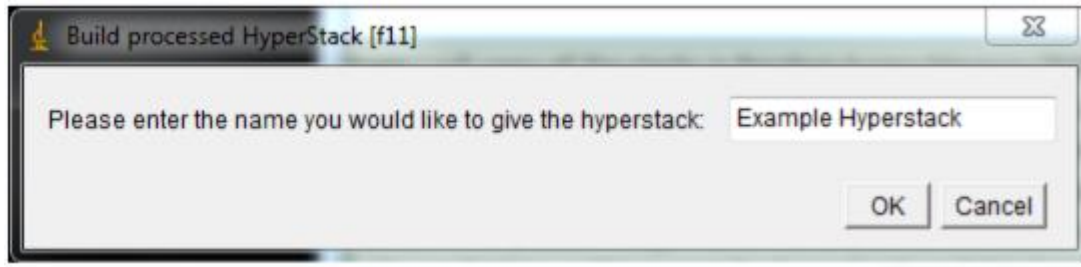 Build processed HyperStack [f11]
Please enter the name you would like to give the hyperstack: Example Hyperstack
OK Cancel